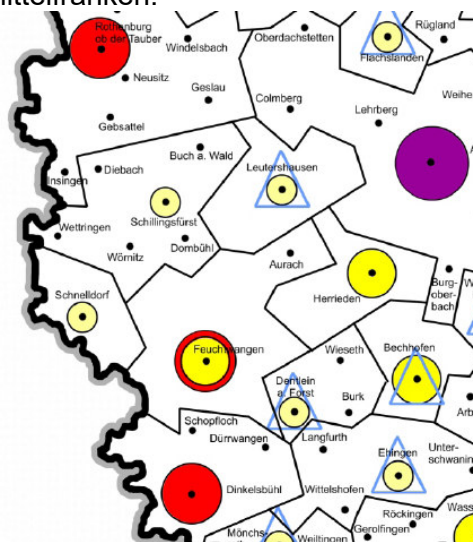 mittelfranken.
Rothenburg
ob der Tauber
Windelsbach
Oberdachstetten
Rügland
Flachslanden
Neusitz
Geslau
Colmberg
Weihe
Lehrberg
Gebsattel
Buch a. Wald
Leutershausen
Insingen
Diebach
Schillingsfürst
Wettringen
Wörnitz
Dombühl
Aurach
Schnelldorf
Herrieden
Burg-
ober-
bach
W
Feuchtwangen
Wieseth
Bechhofen
Dentlein
a. Forst
Burk
Arb
Schopfloch
Dürrwangen
Langfurth
Ehingen
Unter-
schwanin
Dinkelsbühl
Wittelshofen
Röckingen
Wass
Mönchs-
Weiltingen
Gerolfingen